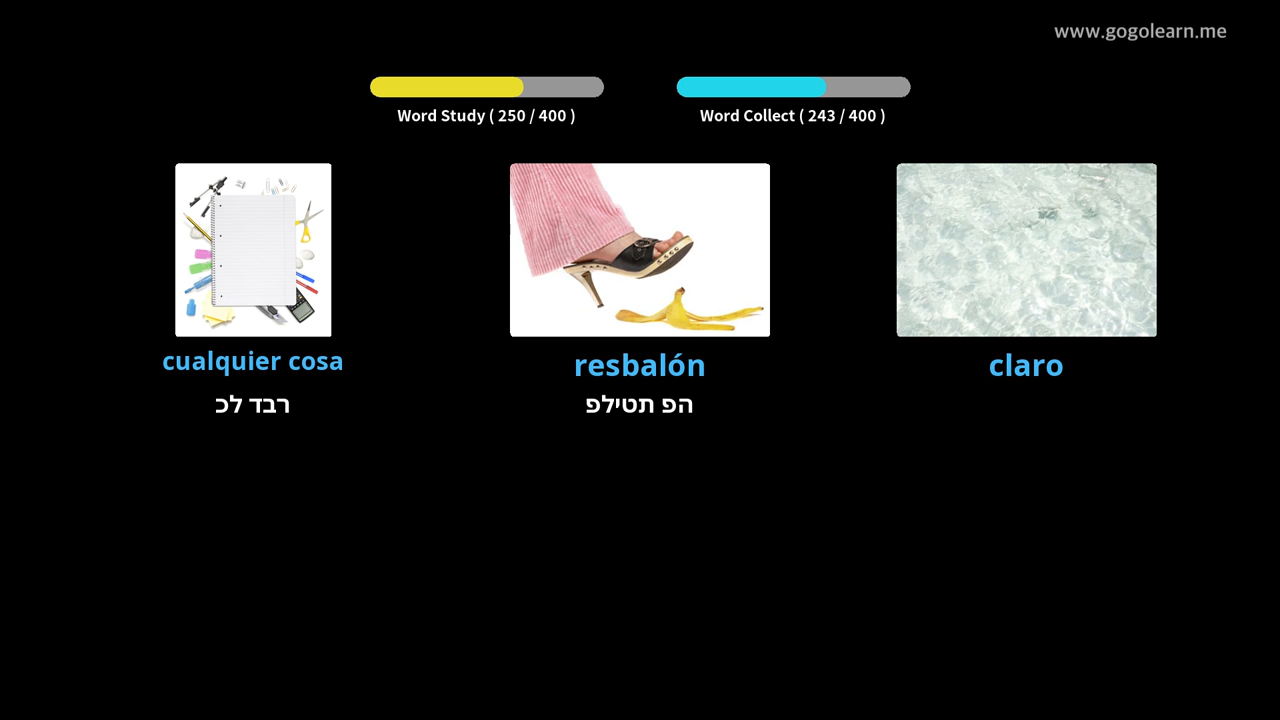 www.gogolearn.me
Word Study ( 250 / 400 )
Word Collect ( 243 / 400 )
cualquier cosa
resbalón
claro
רבד לכ
הפ תטילפ